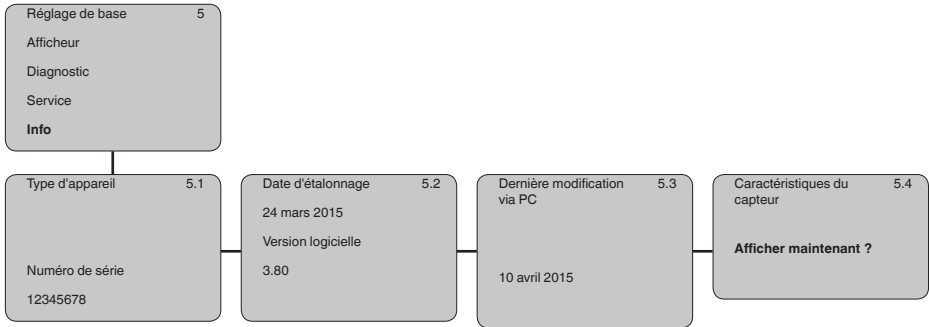 Réglage de base 5
Afficheur
Diagnostic
Service
Info
Type d'appareil 5.1
Numéro de série
12345678
Date d'étalonnage 5.2
24 mars 2015
Version logicielle
3.80
Dernière modification 5.3
via PC
10 avril 2015
Caractéristiques du 5.4
capteur
Afficher maintenant ?